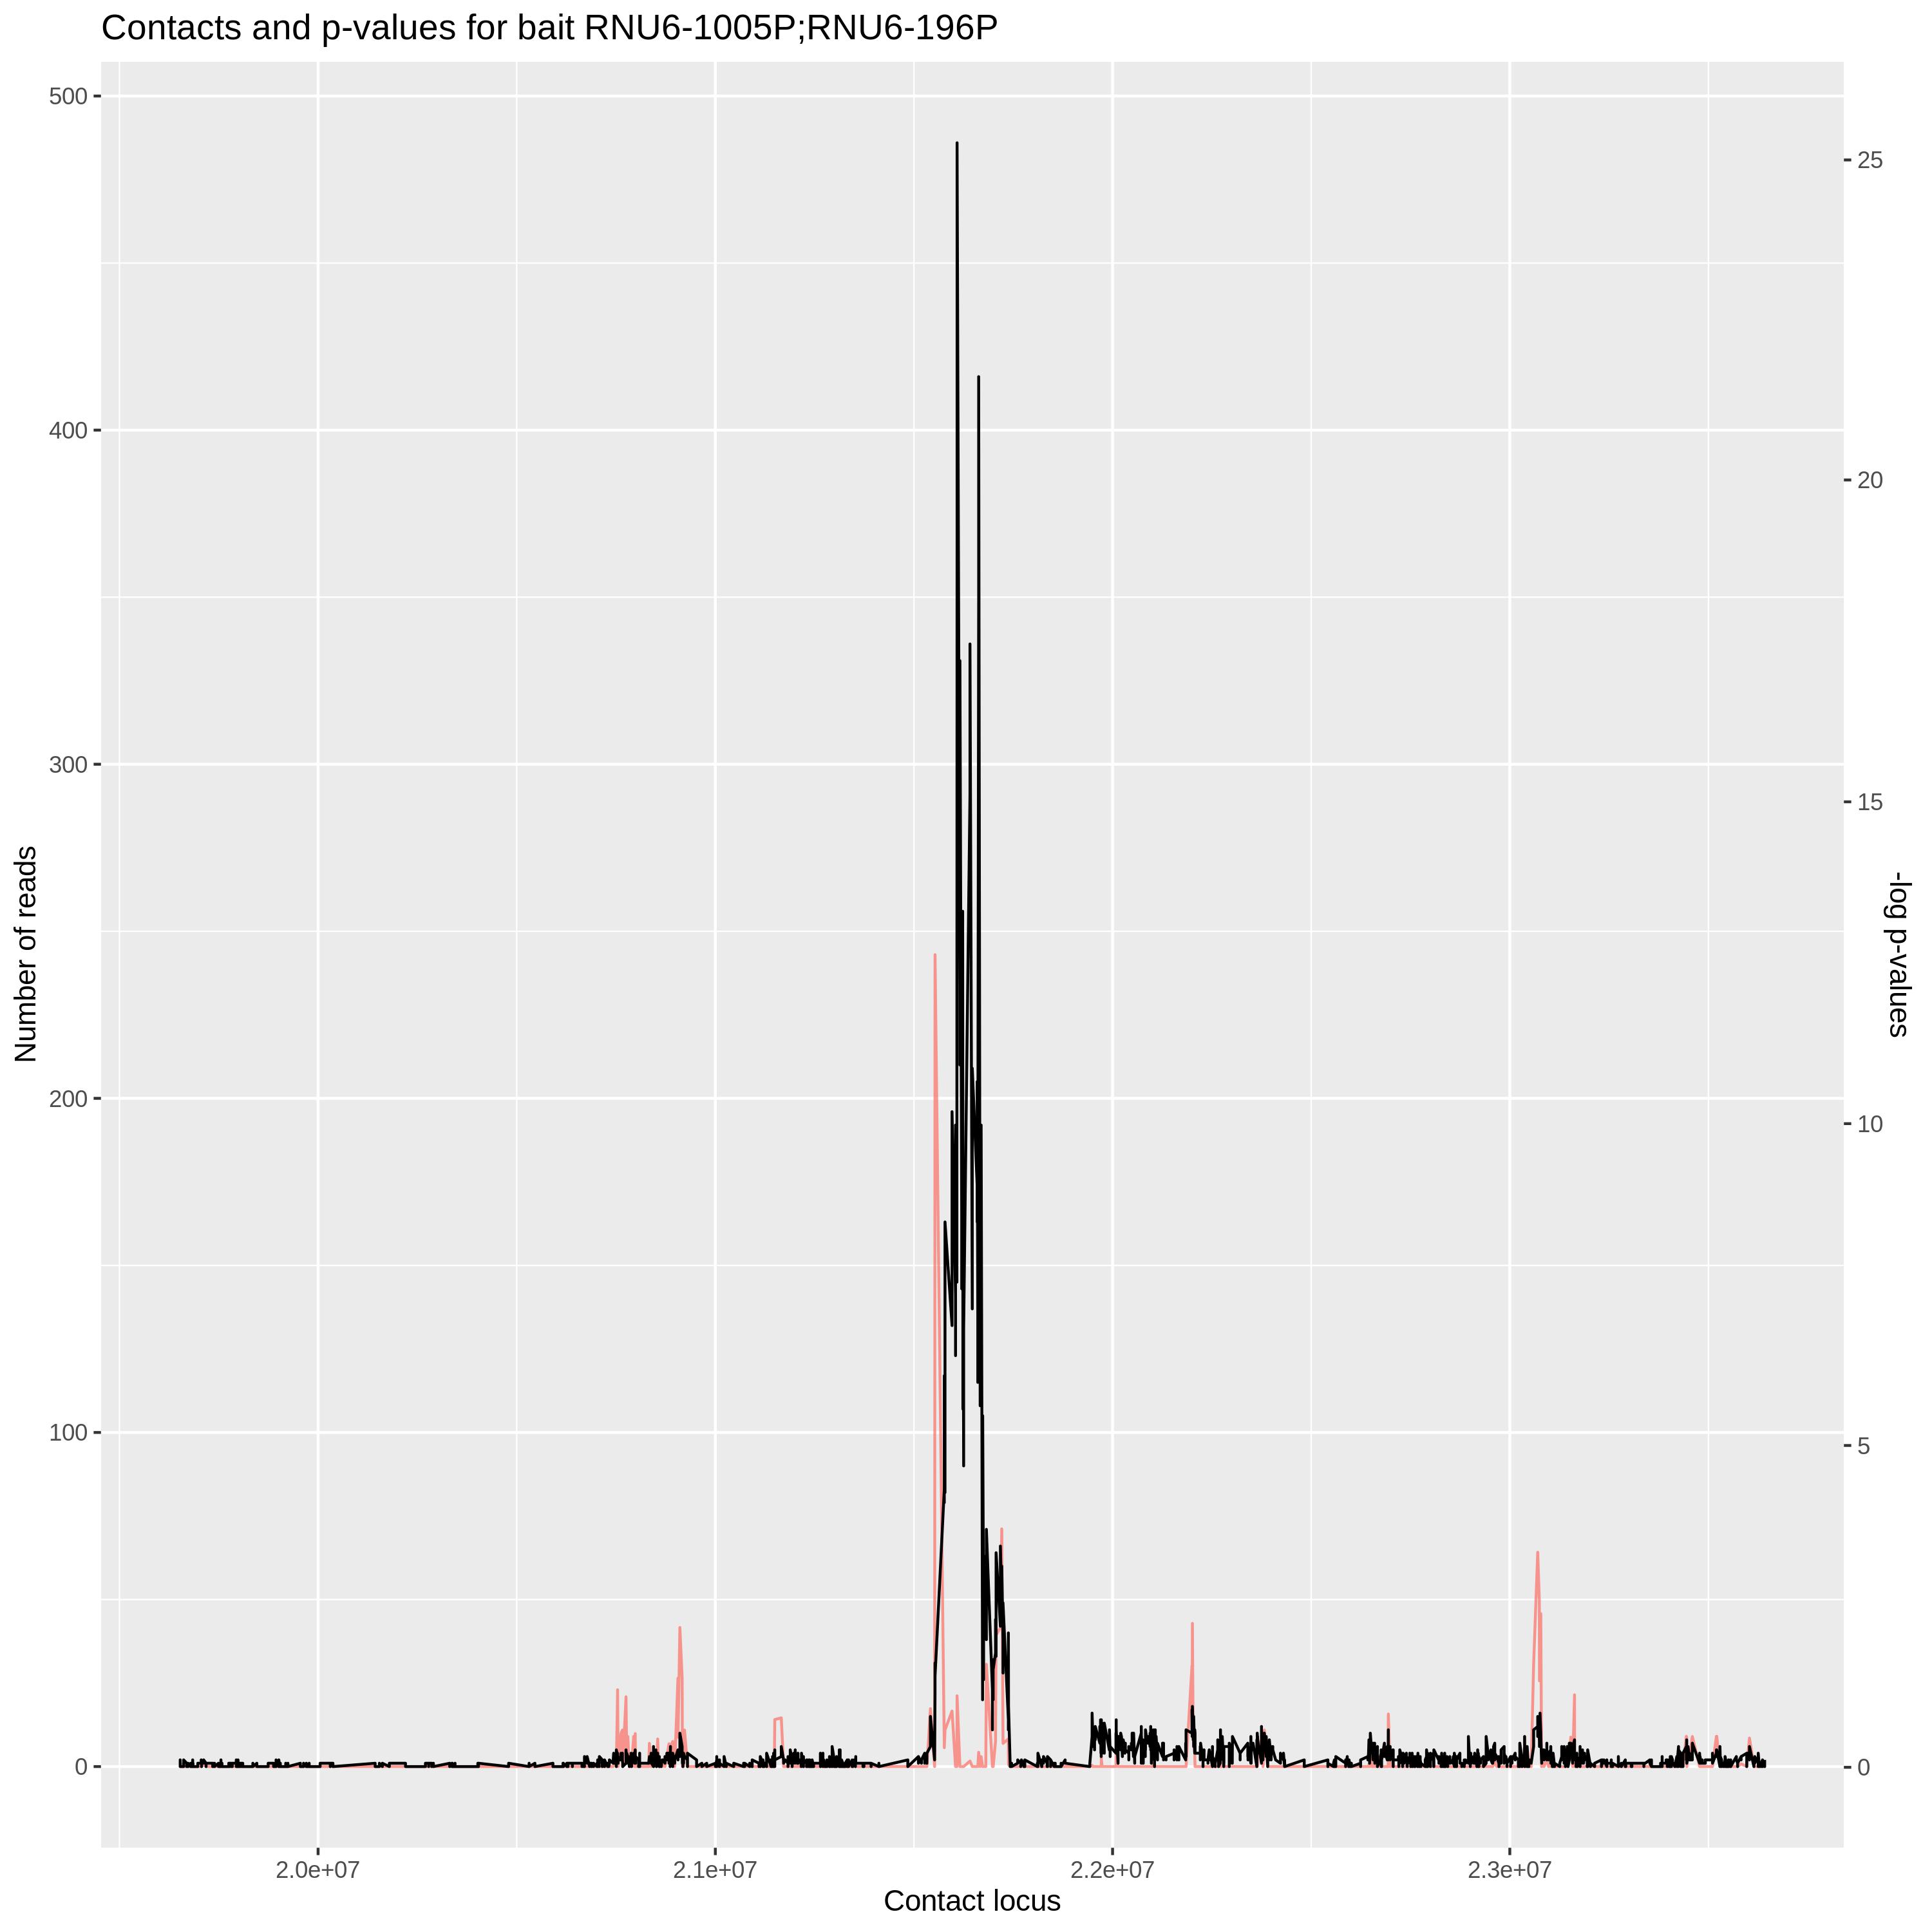 Contacts and p-values for bait RNU6-1005P;RNU6-196P
500
400
300
200
100
0
Number of reads
25
20
15
10
5
0
-log p-values
2.0e+07
2.1e+07
2.2e+07
2.3e+07
Contact locus